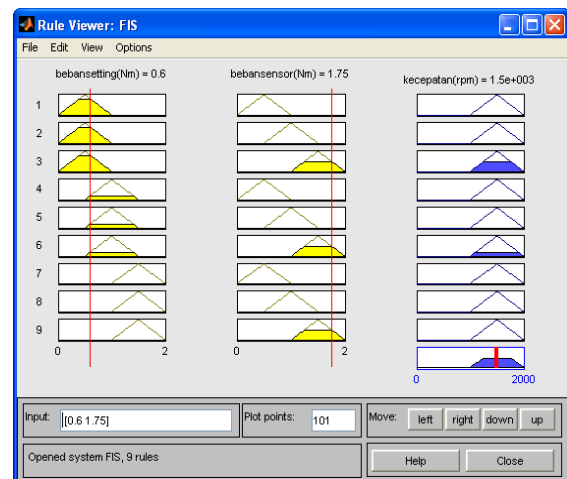 Rule Viewer: FIS
File Edit View Options
bebansetting(Nm) = 0.6
bebansensor(Nm) = 1.75
kecepatan(rpm) = 1.5e+003
1
2
3
4
5
6
7
8
9
0 2
0 2
0 2000
Input: [0.6 1.75]
Plot points: 101
Move: left right down up
Opened system FIS, 9 rules
Help Close